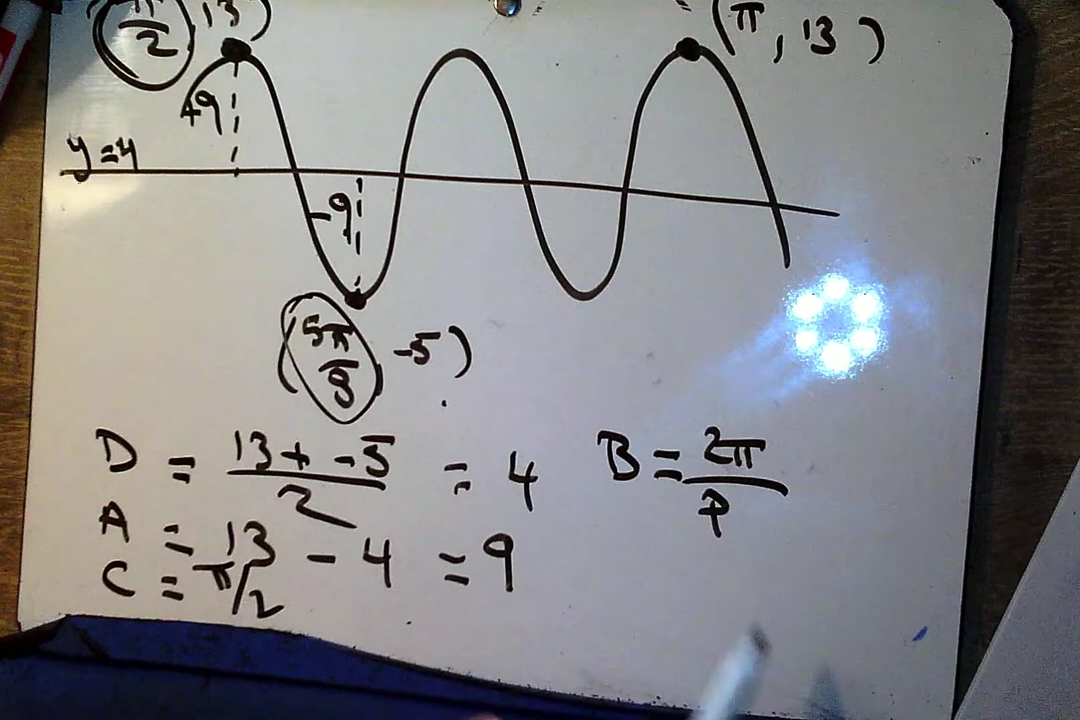 π/2, 13)
= (π, 13)
+9
y=4
-9
(5π/8 -5)
D = 13+-5/2 = 4
B = 2π/P
A = 13 - 4 = 9
C = π/2